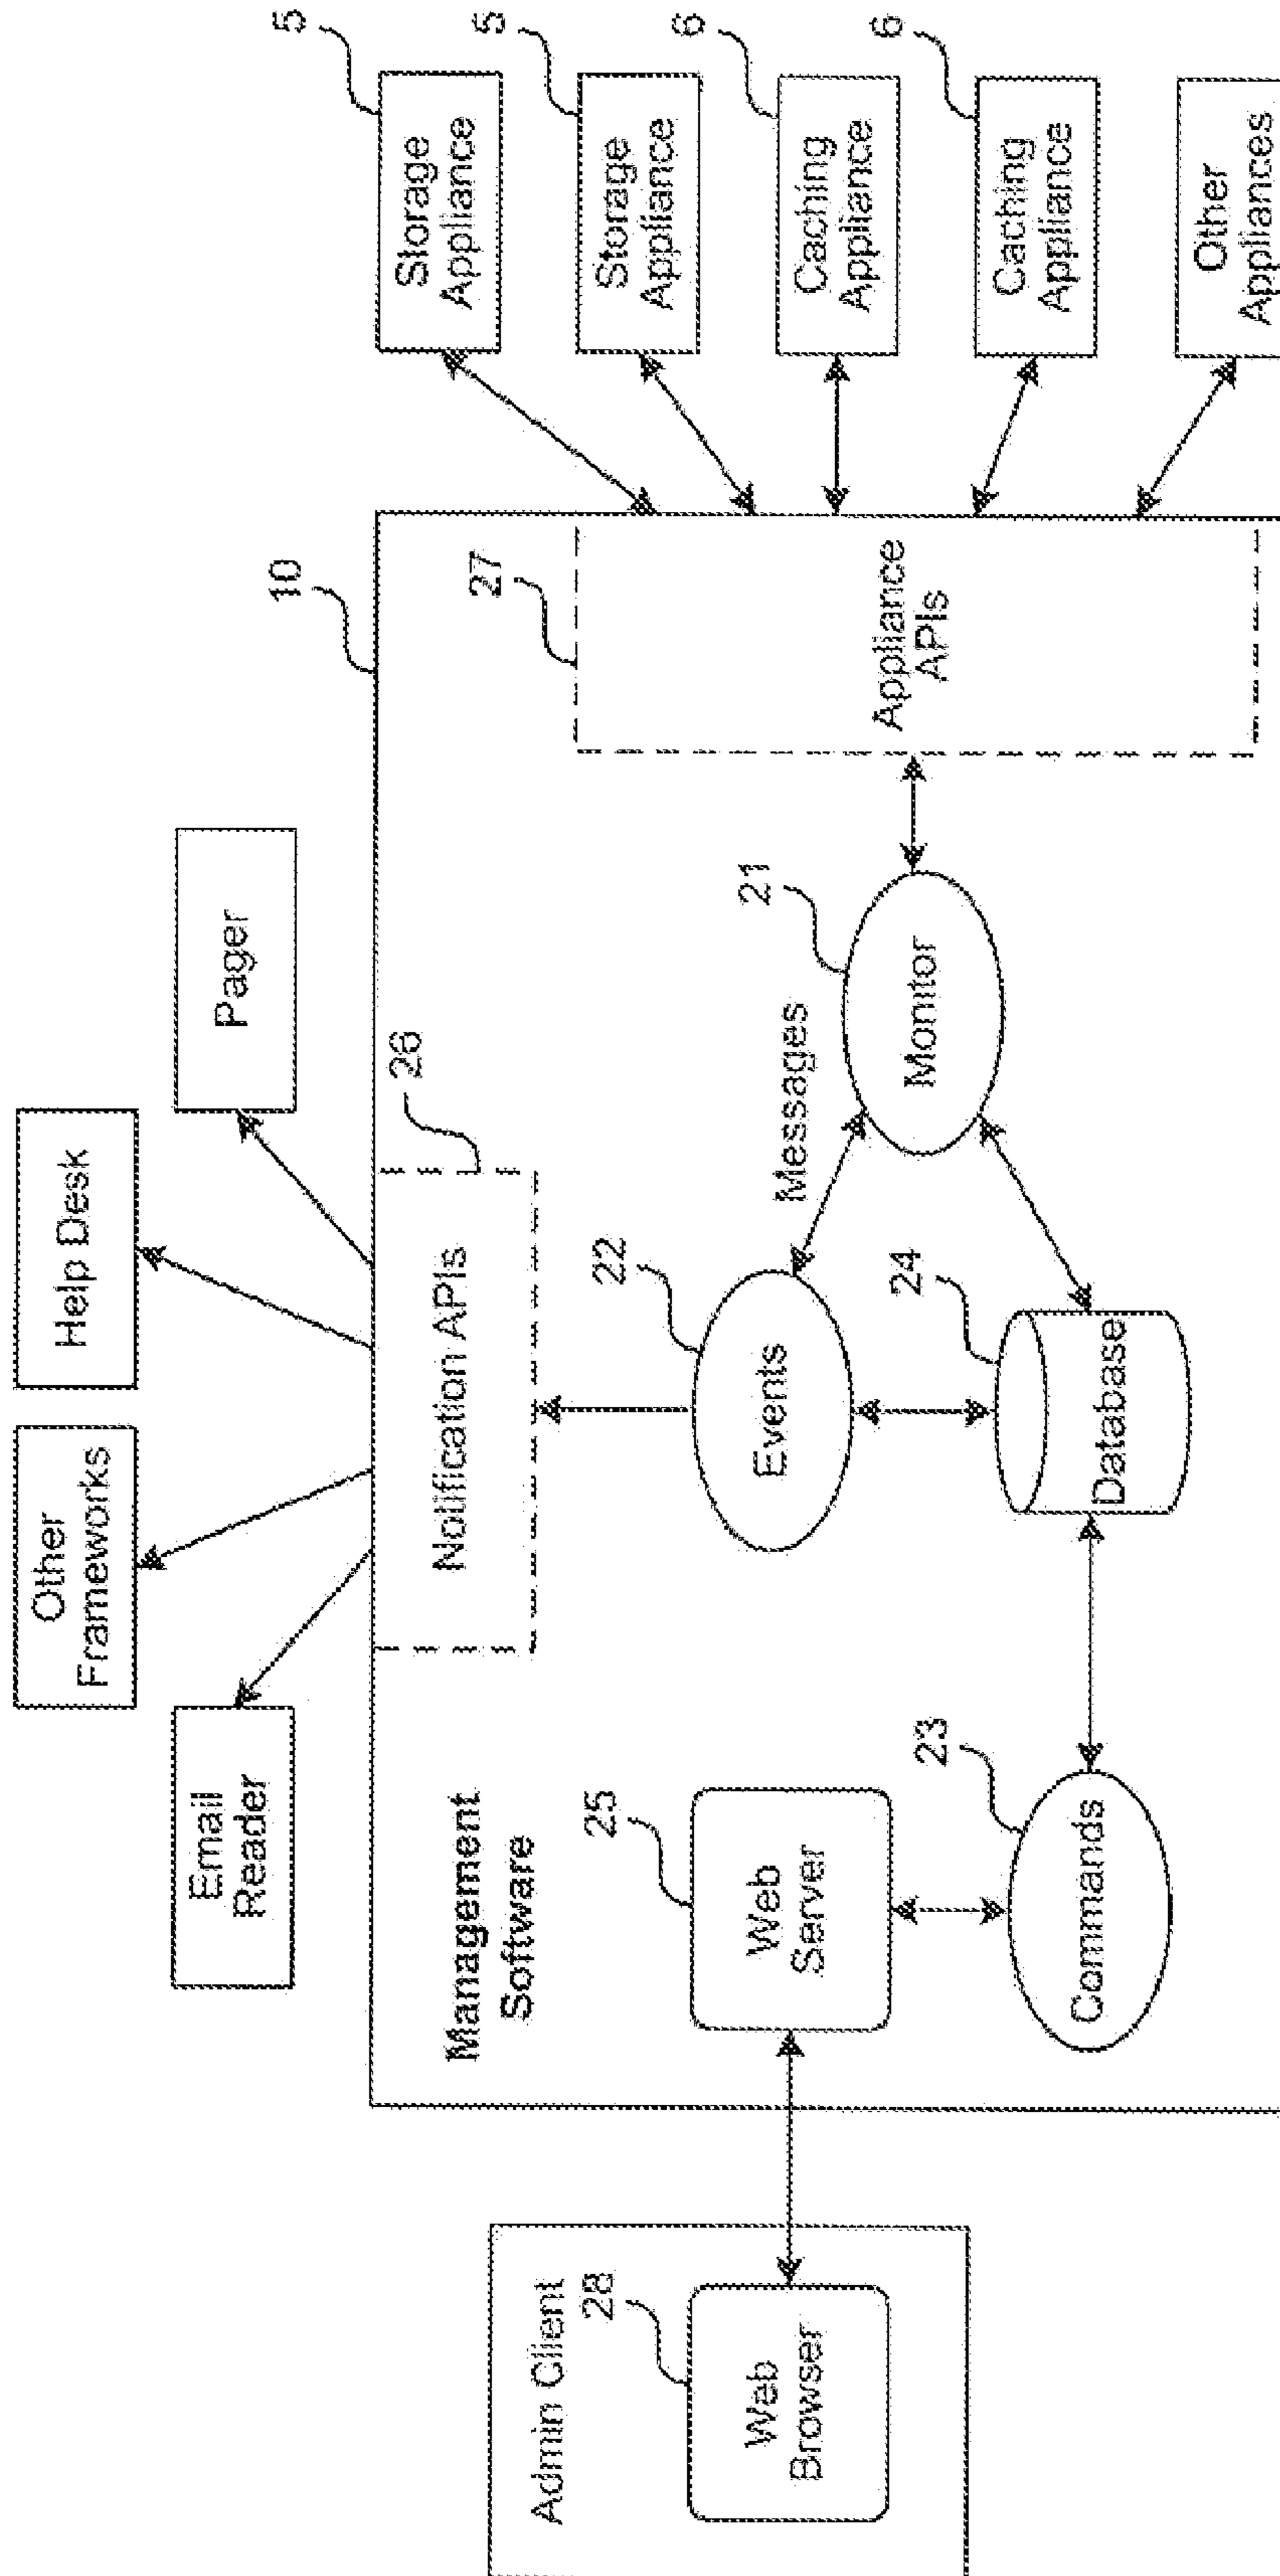 Email
Reader
Other
Frameworks
Help Desk
Pager
10
Management
Software
Notification APIs
26
Admin Client
28
Web
Browser
25
Web
Server
23
Commands
22
Events
Messages
24
Database
21
Monitor
27
Appliance
APIs
5
Storage
Appliance
5
Storage
Appliance
6
Caching
Appliance
6
Caching
Appliance
Other
Appliances